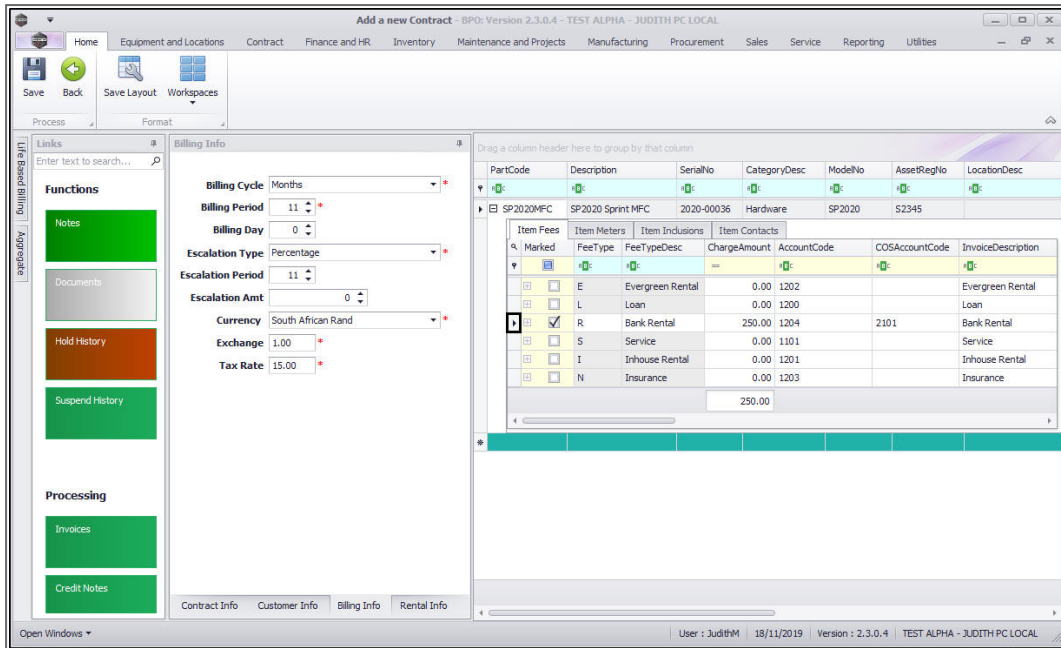 Add a new Contract - BPO: Version 2.3.0.4 - TEST ALPHA - JUDITH PC LOCAL
Home Equipment and Locations Contract Finance and HR Inventory Maintenance and Projects Manufacturing Procurement Sales Service Reporting Utilities
Save Back Save Layout Workspaces
Process Format
Life Based Billing
Aggregate
Links
Enter text to search...
Functions
Notes
Documents
Hold History
Suspend History
Processing
Invoices
Credit Notes
Billing Info
Billing Cycle Months *
Billing Period 11 *
Billing Day 0
Escalation Type Percentage *
Escalation Period 11
Escalation Amt 0
Currency South African Rand *
Exchange 1.00 *
Tax Rate 15.00 *
Contract Info Customer Info Billing Info Rental Info
Drag a column header here to group by that column
PartCode Description SerialNo CategoryDesc ModelNo AssetRegNo LocationDesc
SP2020MFC SP2020 Sprint MFC 2020-00036 Hardware SP2020 S2345
Item Fees Item Meters Item Inclusions Item Contacts
Marked FeeType FeeTypeDesc ChargeAmount AccountCode COSAccountCode InvoiceDescription
E Evergreen Rental 0.00 1202 Evergreen Rental
L Loan 0.00 1200 Loan
R Bank Rental 250.00 1204 2101 Bank Rental
S Service 0.00 1101 Service
I Inhouse Rental 0.00 1201 Inhouse Rental
N Insurance 0.00 1203 Insurance
250.00
Open Windows
User : JudithM 18/11/2019 Version : 2.3.0.4 TEST ALPHA - JUDITH PC LOCAL